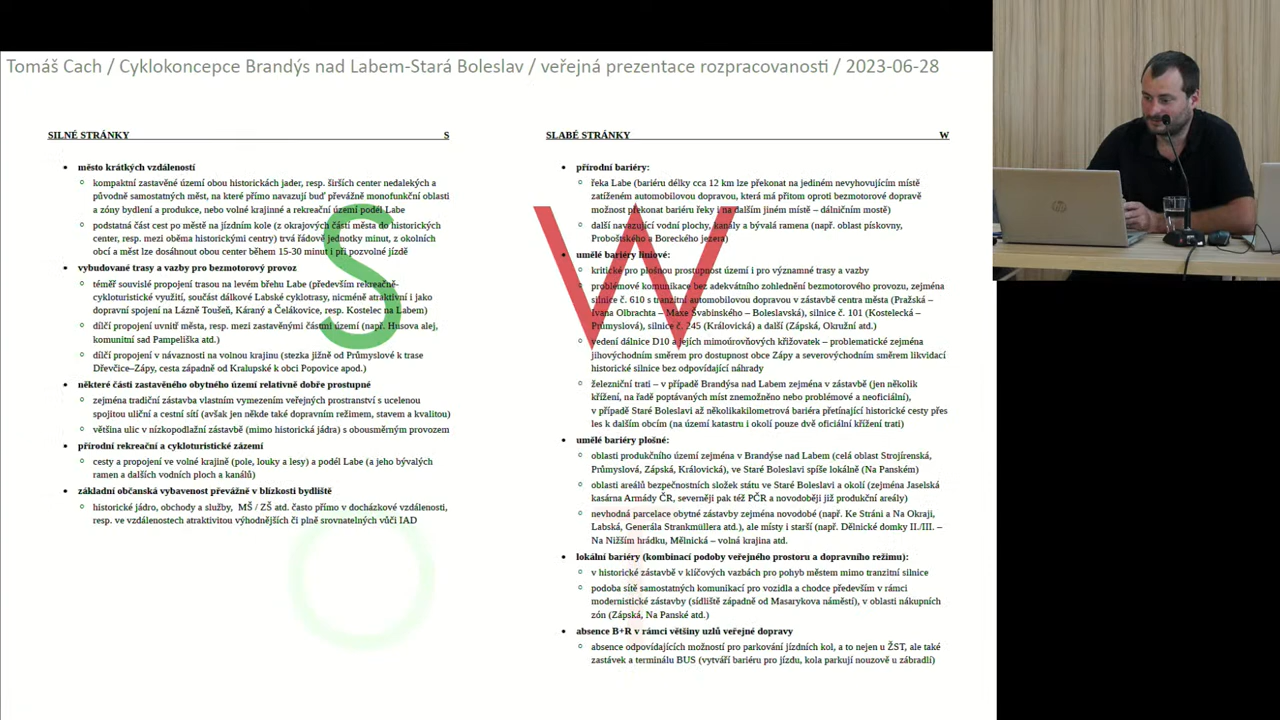 Tomáš Cach / Cyklokoncepce Brandýs nad Labem-Stará Boleslav / veřejná prezentace rozpracovanosti / 2023-06-28
SILNÉ STRÁNKY S
• město krátkých vzdáleností
○ kompaktní zastavěné území obou historických jader, resp. širších center nedalekých a
původně samostatných měst, na které přímo navazují buď převážně monofunkční oblasti
a zóny bydlení a produkce, nebo volné krajinné a rekreační území podél Labe
○ podstatná část cest po městě na jízdním kole (z okrajových částí města do historických
center, resp. mezi oběma historickými centry) trvá řádově jednotky minut, z okolních
obcí a měst lze dosáhnout obou center během 15-30 minut i při pozvolné jízdě
• vybudované trasy a vazby pro bezmotorový provoz
○ téměř souvislé propojení trasou na levém břehu Labe (především rekreačně-
cykloturistické využití, součást dálkové Labské cyklotrasy, nicméně atraktivní i jako
dopravní spojení na Lázně Toušeň, Káraný a Čelákovice, resp. Kostelec na Labem)
○ dílčí propojení uvnitř města, resp. mezi zastavěnými částmi území (např. Husova alej,
komunitní sad Pampeliška atd.)
○ dílčí propojení v návaznosti na volnou krajinu (stezka jižně od Průmyslové k trase
Dřevčice–Zápy, cesta západně od Kralupské k obci Popovice apod.)
• některé části zastavěného obytného území relativně dobře prostupné
○ zejména tradiční zástavba vlastním vymezením veřejných prostranství s ucelenou
spojitou uliční a cestní sítí (avšak jen někde také dopravním režimem, stavem a kvalitou)
○ většina ulic v nízkopodlažní zástavbě (mimo historická jádra) s obousměrným provozem
• přírodní rekreační a cykloturistické zázemí
○ cesty a propojení ve volné krajině (pole, louky a lesy) a podél Labe (a jeho bývalých
ramen a dalších vodních ploch a kanálů)
• základní občanská vybavenost převážně v blízkosti bydliště
○ historické jádro, obchody a služby, MŠ / ZŠ atd. často přímo v docházkové vzdálenosti,
resp. ve vzdálenostech atraktivitou výhodnějších či plně srovnatelných vůči IAD
S
SLABÉ STRÁNKY W
• přírodní bariéry:
○ řeka Labe (bariéru délky cca 12 km lze překonat na jediném nevyhovujícím místě
zatíženém automobilovou dopravou, která má přitom oproti bezmotorové dopravě
možnost překonat bariéru řeky i na dalším jiném místě – dálničním mostě)
○ další navazující vodní plochy, kanály a bývalá ramena (např. oblast pískovny,
Proboštského a Boreckého jezera)
• umělé bariéry liniové:
○ kritické pro plošnou prostupnost území i pro významné trasy a vazby
○ problémové komunikace bez adekvátního zohlednění bezmotorového provozu, zejména
silnice č. 610 s tranzitní automobilovou dopravou v zástavbě centra města (Pražská –
Ivana Olbrachta – Maxe Švabinského – Boleslavská), silnice č. 101 (Kostelecká –
Průmyslová), silnice č. 245 (Královická) a další (Zápská, Okružní atd.)
○ vedení dálnice D10 a jejích mimoúrovňových křižovatek – problematické zejména
jihovýchodním směrem pro dostupnost obce Zápy a severovýchodním směrem likvidací
historické silnice bez odpovídající náhrady
○ železniční trati – v případě Brandýsa nad Labem zejména v zástavbě (jen několik
křížení, na řadě poptávaných míst znemožněno nebo problémové a neoficiální),
v případě Staré Boleslavi až několikakilometrová bariéra přetínající historické cesty přes
les k dalším obcím (na území katastru i okolí pouze dvě oficiální křížení trati)
• umělé bariéry plošné:
○ oblasti produkčního území zejména v Brandýse nad Labem (celá oblast Strojírenská,
Průmyslová, Zápská, Královická), ve Staré Boleslavi spíše lokálně (Na Panském)
○ oblasti areálů bezpečnostních složek státu ve Staré Boleslavi a okolí (zejména Jaselská
kasárna Armády ČR, severněji pak též PČR a novodoběji již produkční areály)
○ nevhodná parcelace obytné zástavby zejména novodobé (např. Ke Stráni a Na Okraji,
Labská, Generála Strankmüllera atd.), ale místy i starší (např. Dělnické domky II./III. –
Na Nižším hrádku, Mělnická – volná krajina atd.
• lokální bariéry (kombinací podoby veřejného prostoru a dopravního režimu):
○ v historické zástavbě v klíčových vazbách pro pohyb městem mimo tranzitní silnice
○ podoba sítě samostatných komunikací pro vozidla a chodce především v rámci
modernistické zástavby (sídliště západně od Masarykova náměstí), v oblasti nákupních
zón (Zápská, Na Panské atd.)
• absence B+R v rámci většiny uzlů veřejné dopravy
○ absence odpovídajících možností pro parkování jízdních kol, a to nejen u ŽST, ale také
zastávek a terminálu BUS (vytváří bariéru pro jízdu, kola parkují nouzově u zábradlí)
W